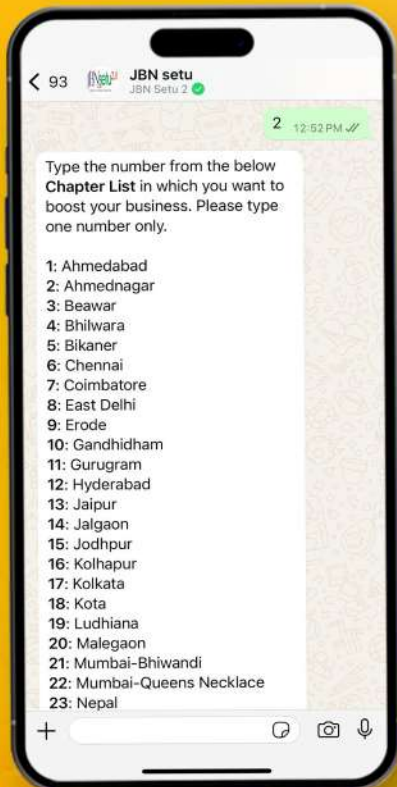 93
JBN setu
JBN Setu 2
2 12:52 PM
Type the number from the below
Chapter List in which you want to
boost your business. Please type
one number only.
1: Ahmedabad
2: Ahmednagar
3: Beawar
4: Bhilwara
5: Bikaner
6: Chennai
7: Coimbatore
8: East Delhi
9: Erode
10: Gandhidham
11: Gurugram
12: Hyderabad
13: Jaipur
14: Jalgaon
15: Jodhpur
16: Kolhapur
17: Kolkata
18: Kota
19: Ludhiana
20: Malegaon
21: Mumbai-Bhiwandi
22: Mumbai-Queens Necklace
23: Nepal